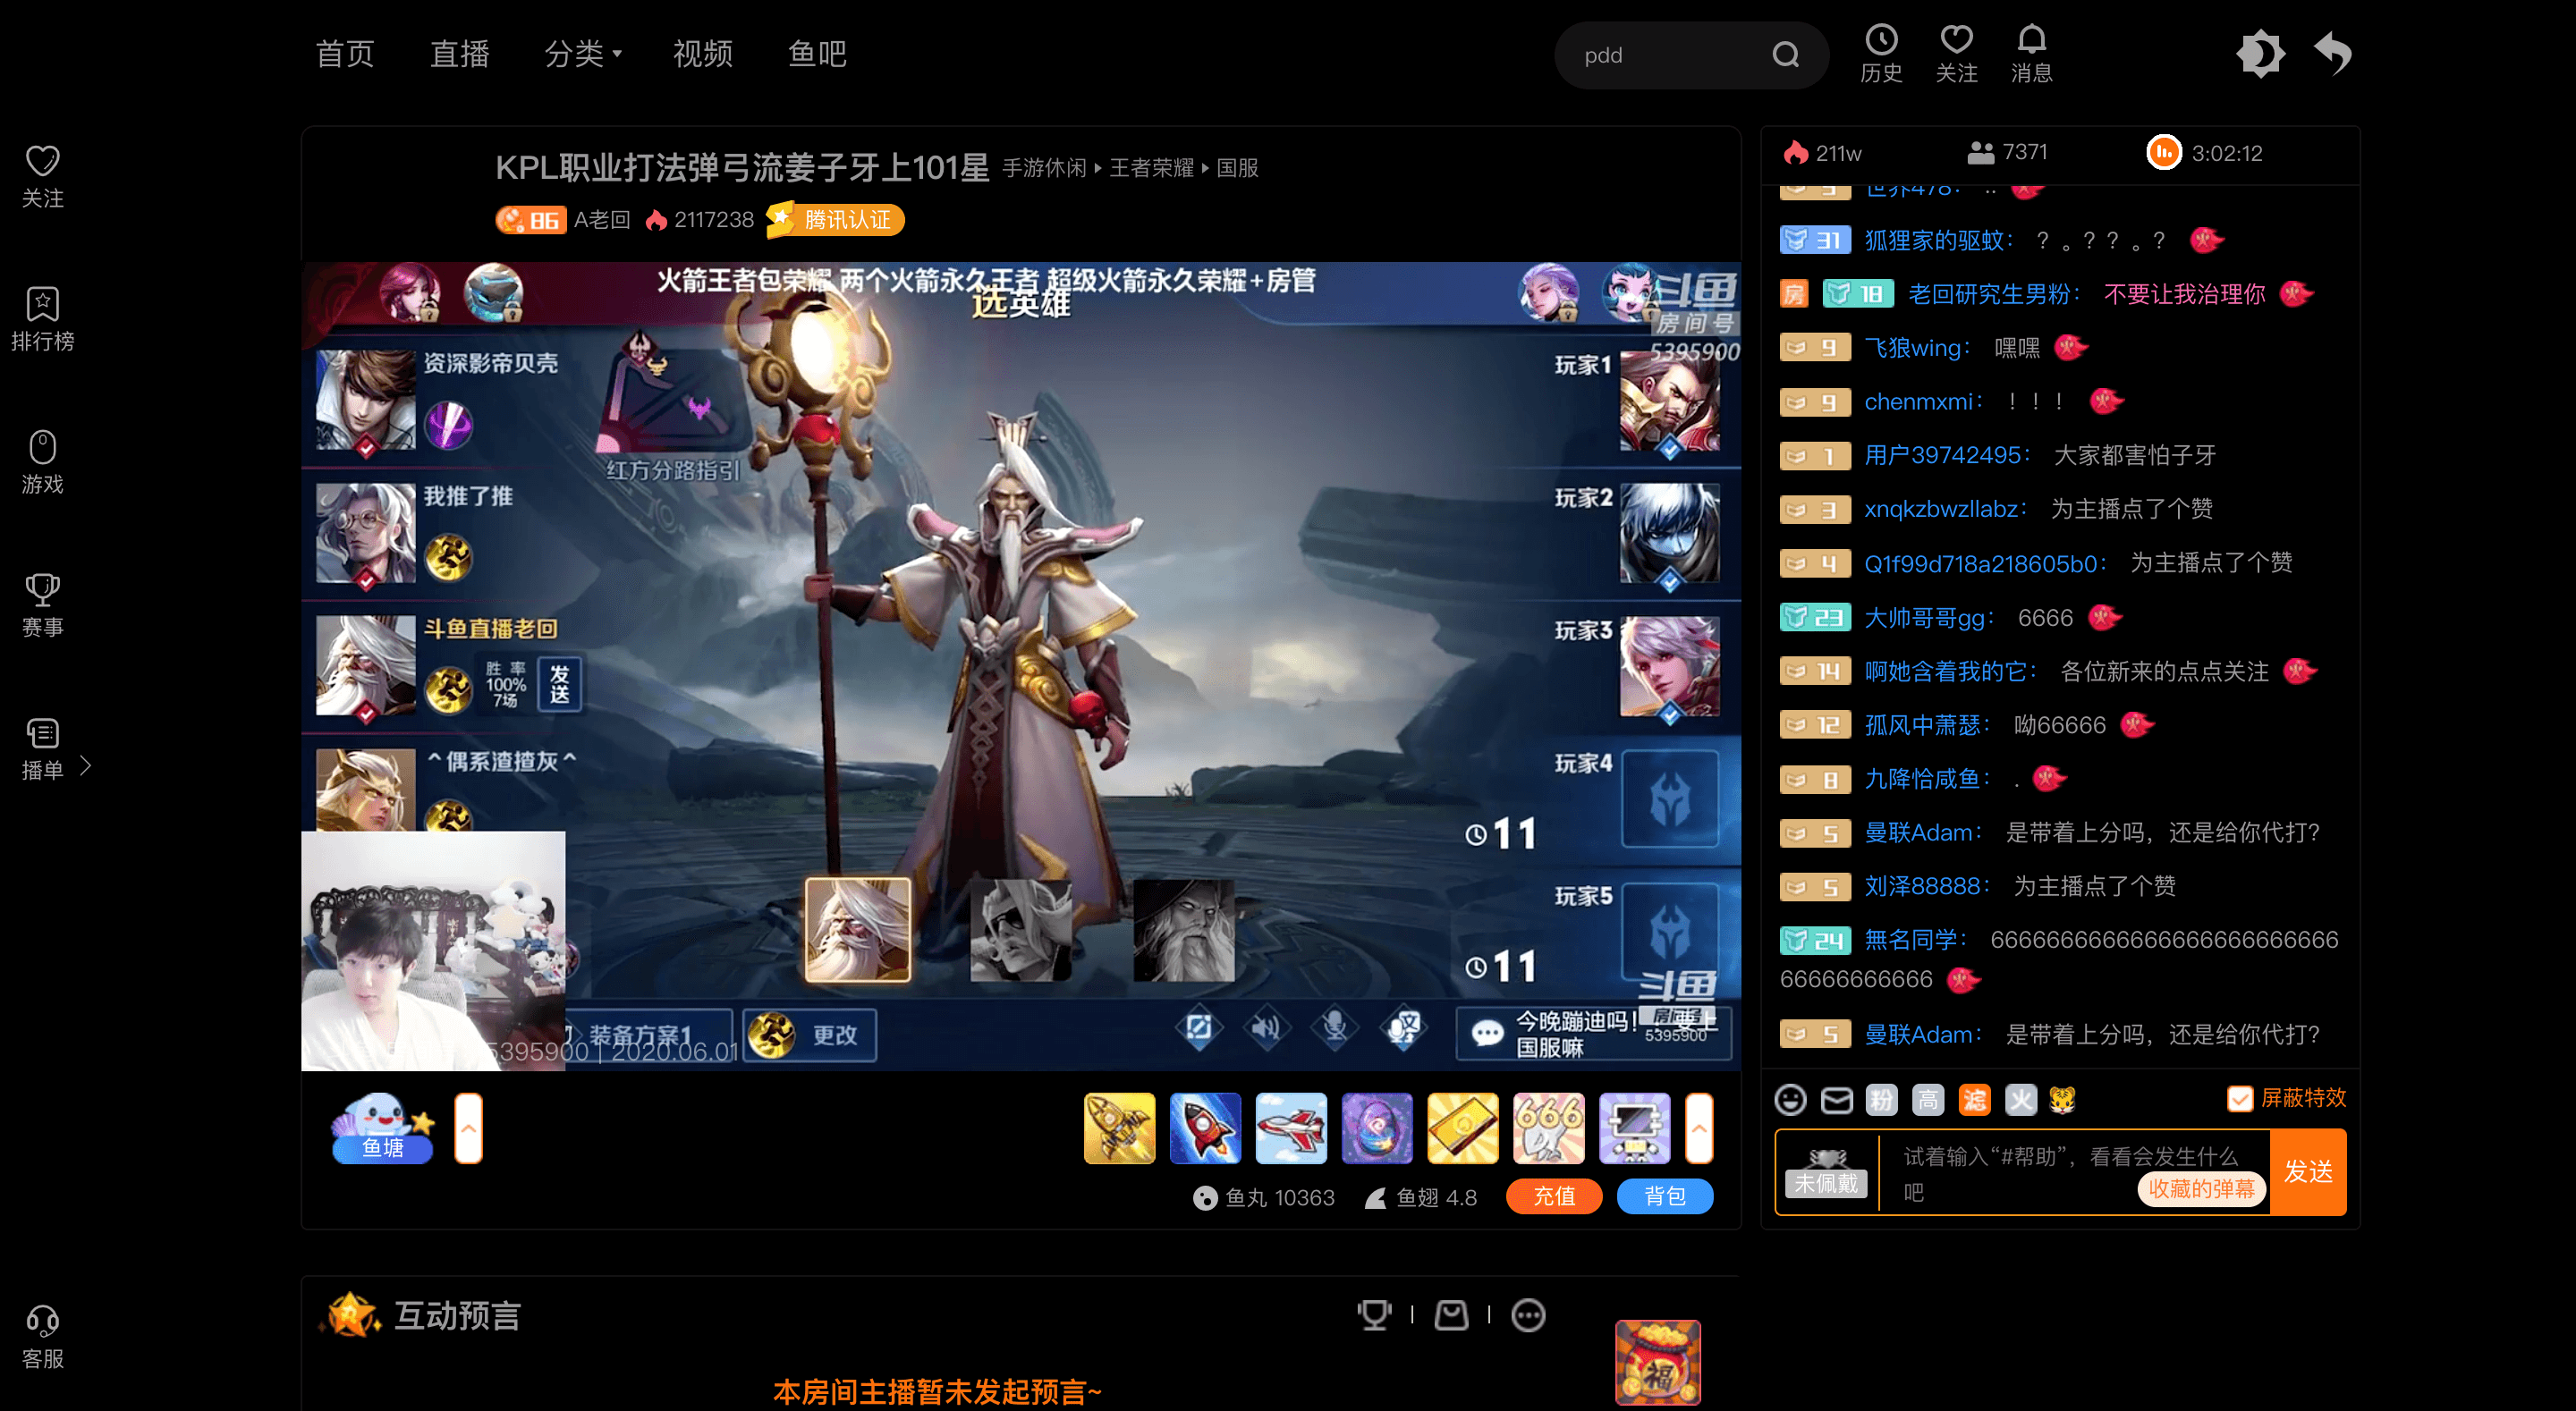 首页 直播 分类 视频 鱼吧 pdd 历史 关注 消息
关注
排行榜
游戏
赛事
播单
客服
KPL职业打法弹弓流姜子牙上101星 手游休闲 王者荣耀 国服
86 A老回 2117238 腾讯认证
火箭王者包荣耀 两个火箭永久王者 超级火箭永久荣耀+房管
选英雄
斗鱼
房间号
5395900
资深影帝贝壳
红方分路指引
我推了推
斗鱼直播老回
胜率
100%
7场
发送
^偶系渣渣灰^
玩家1
玩家2
玩家3
玩家4
11
玩家5
11
装备方案1
更改
5395900 | 2020.06.01
今晚蹦迪吗!
要上
国服嘛
斗鱼
房间号
5395900
鱼塘
666
鱼丸 10363 鱼翅 4.8 充值 背包
互动预言
本房间主播暂未发起预言~
福
211w 7371 3:02:12
世界478: ..
31 狐狸家的驱蚊: ？。？？。？
房 18 老回研究生男粉: 不要让我治理你
9 飞狼wing: 嘿嘿
9 chenmxmi: ！！！
1 用户39742495: 大家都害怕子牙
3 xnqkzbwzllabz: 为主播点了个赞
4 Q1f99d718a218605b0: 为主播点了个赞
23 大帅哥哥gg: 6666
14 啊她含着我的它: 各位新来的点点关注
12 孤风中萧瑟: 呦66666
8 九降恰咸鱼: .
5 曼联Adam: 是带着上分吗，还是给你代打?
5 刘泽88888: 为主播点了个赞
24 無名同学: 6666666666666666666666666
66666666666
5 曼联Adam: 是带着上分吗，还是给你代打?
粉 高 滤 火 屏蔽特效
未佩戴
试着输入“#帮助”，看看会发生什么
吧
收藏的弹幕
发送